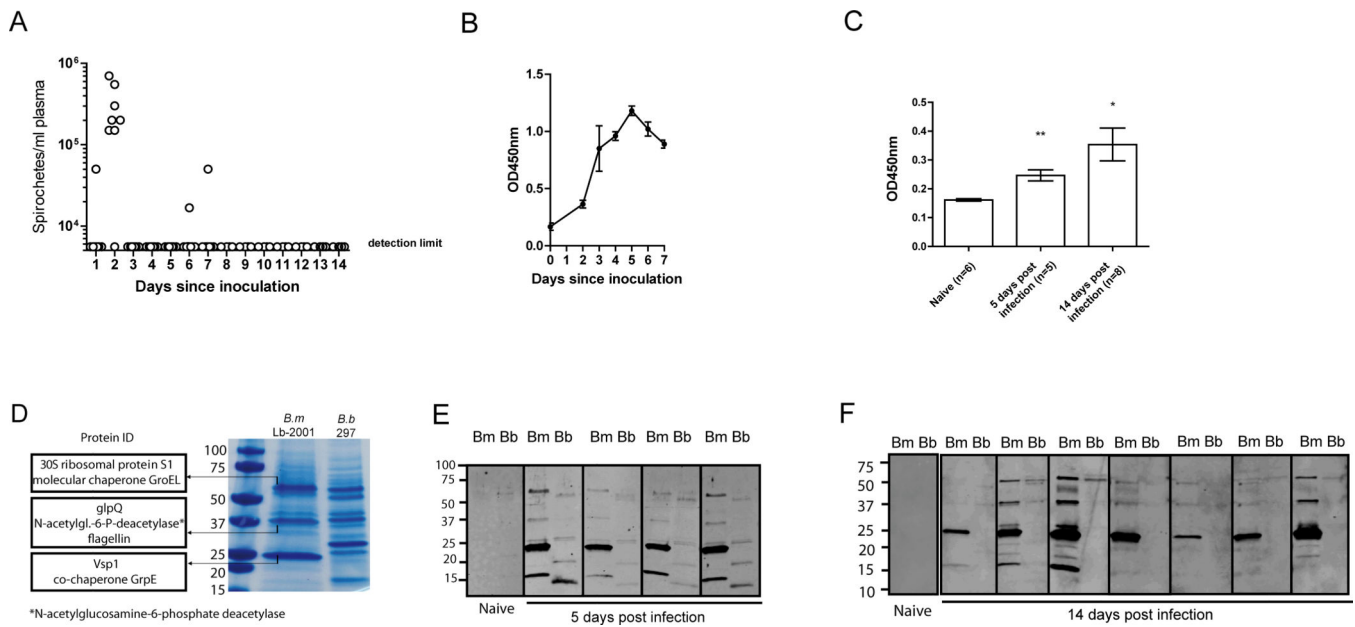 A
Spirochetes/ml plasma
10⁶
10⁵
10⁴
detection limit
1 2 3 4 5 6 7 8 9 10 11 12 13 14
Days since inoculation
B
OD450nm
1.5
1.0
0.5
0.0
0 1 2 3 4 5 6 7
Days since inoculation
C
OD450nm
0.5
0.4
0.3
0.2
0.1
0.0
**
*
Naive (n=6)
5 days post
infection (n=5)
14 days post
infection (n=8)
D
Protein ID
B.m
Lb-2001
B.b
297
30S ribosomal protein S1
molecular chaperone GroEL
glpQ
N-acetylgl.-6-P-deacetylase*
flagellin
Vsp1
co-chaperone GrpE
100
75
50
37
25
20
15
*N-acetylglucosamine-6-phosphate deacetylase
E
Bm Bb Bm Bb Bm Bb Bm Bb Bm Bb
100
75
50
37
25
20
15
Naive
5 days post infection
F
Bm Bb Bm Bb Bm Bb Bm Bb Bm Bb Bm Bb Bm Bb Bm Bb
75
50
37
25
20
15
10
Naive
14 days post infection